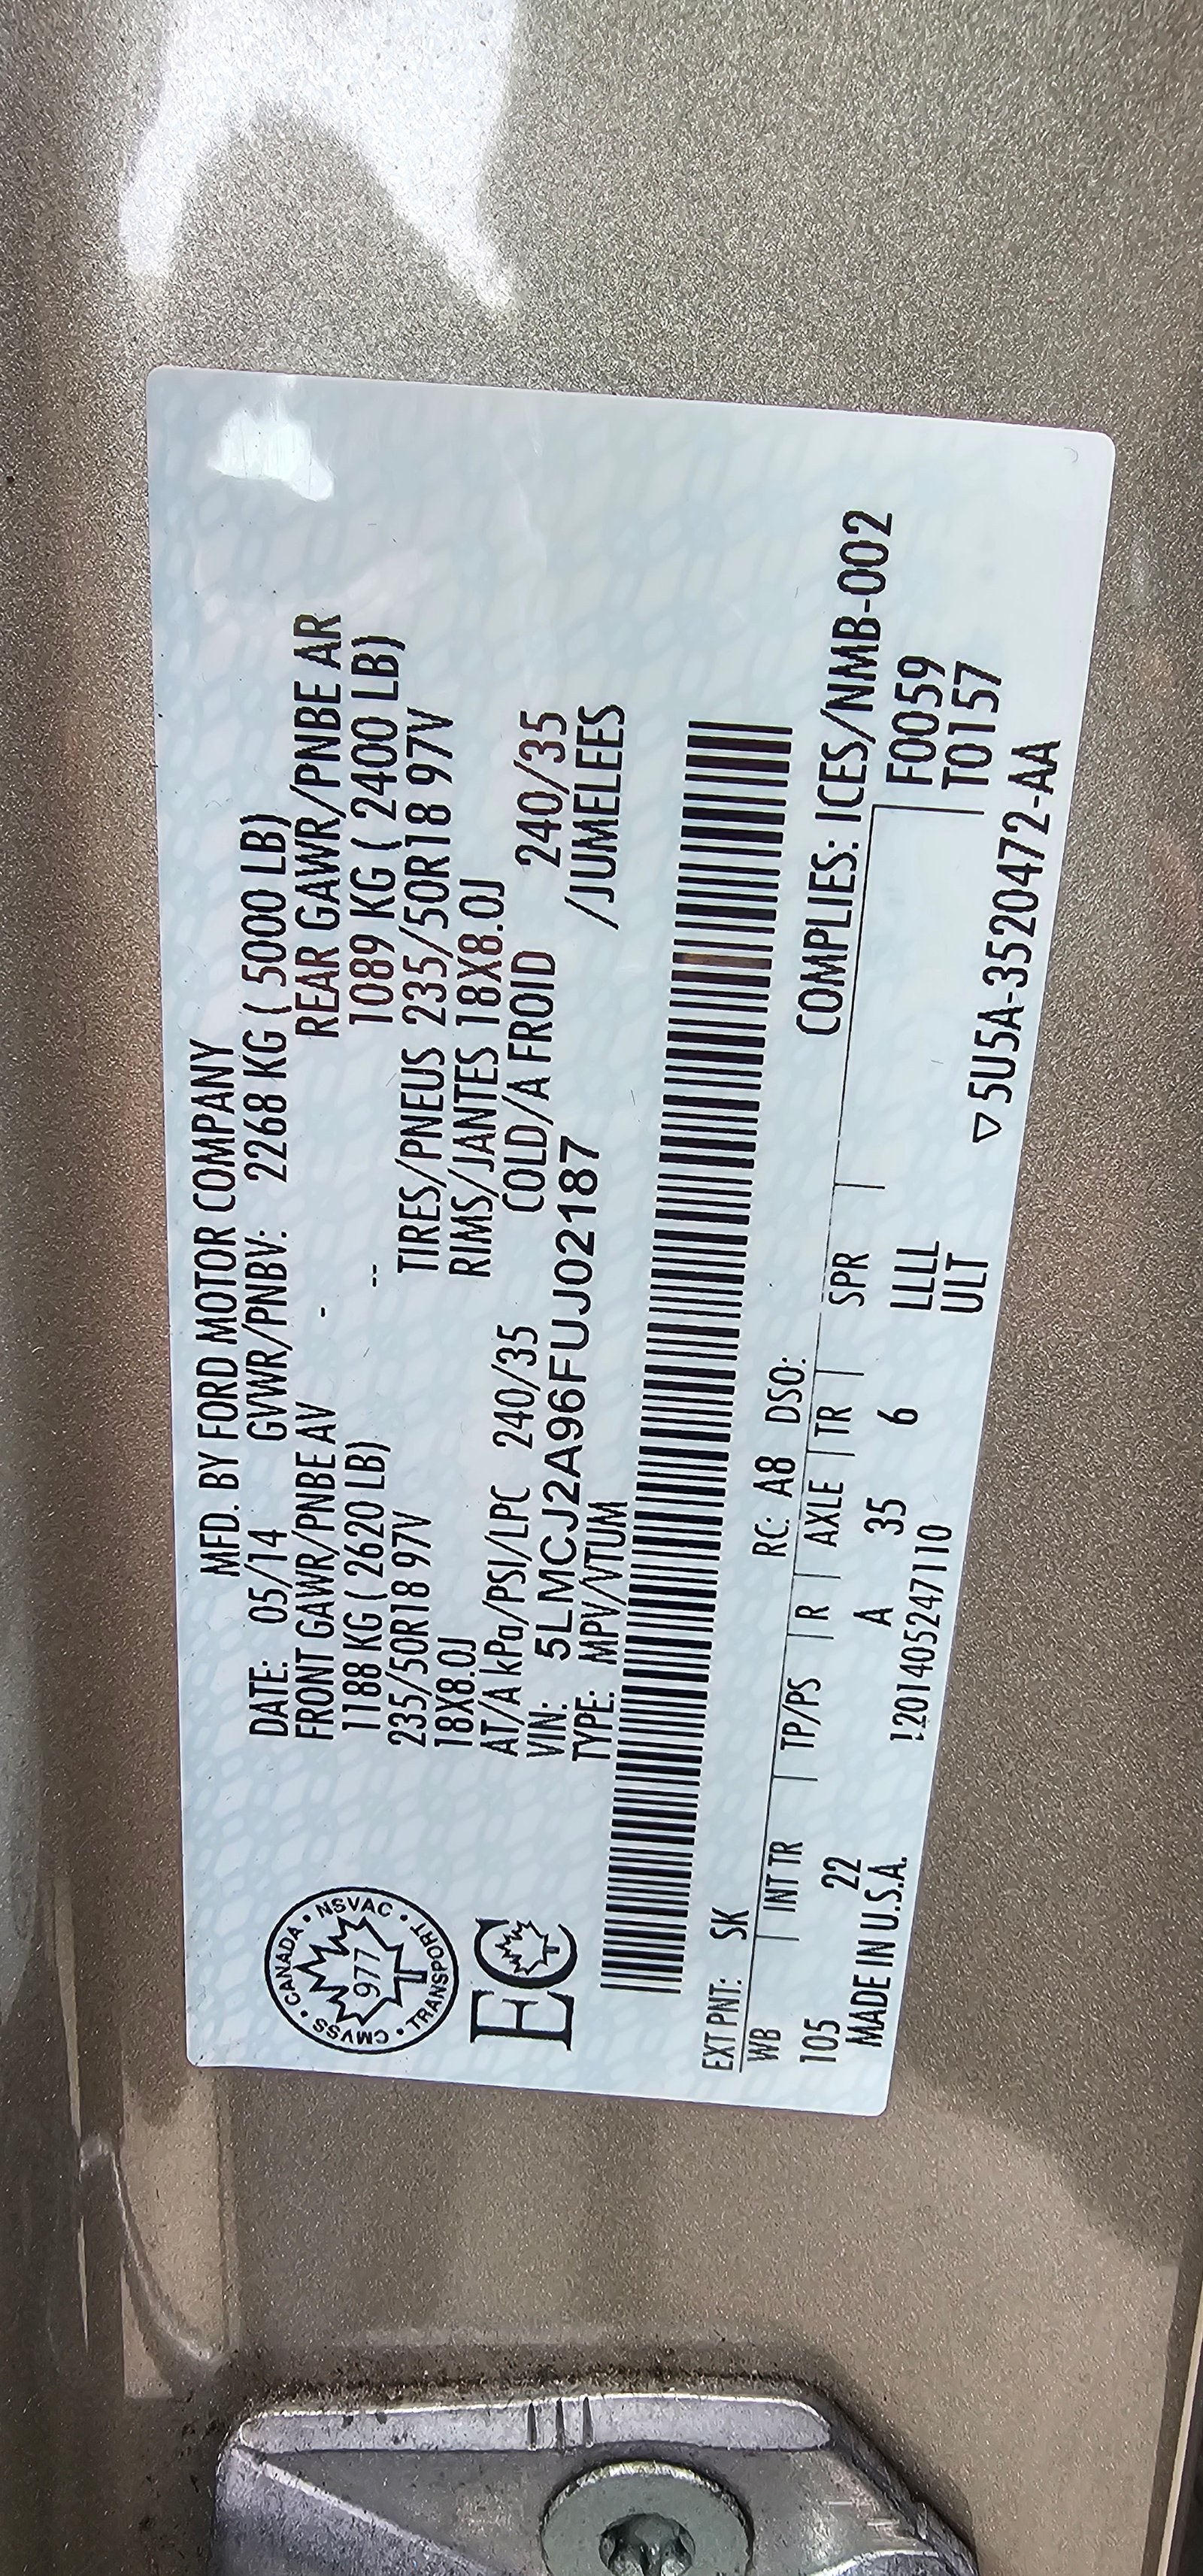 MFD. BY FORD MOTOR COMPANY
DATE: 05/14 GVWR/PNBV: 2268 KG ( 5000 LB)
FRONT GAWR/PNBE AV - REAR GAWR/PNBE AR
1188 KG ( 2620 LB) -- 1089 KG ( 2400 LB)
235/50R18 97V TIRES/PNEUS 235/50R18 97V
18X8.0J RIMS/JANTES 18X8.0J
AT/A kPa/PSI/LPC 240/35 COLD/A FROID 240/35
VIN: 5LMCJ2A96FUJ02187 /JUMELEES
TYPE: MPV/VTUM
CMVSS • CANADA • NSVAC • TRANSPORT •
977
EC
EXT PNT: SK RC: A8 DSO: COMPLIES: ICES/NMB-002
WB INT TR TP/PS R AXLE TR SPR F0059
105 22 A 35 6 LLLL T0157
MADE IN U.S.A. ULT
120140524711O ▽5U5A-3520472-AA